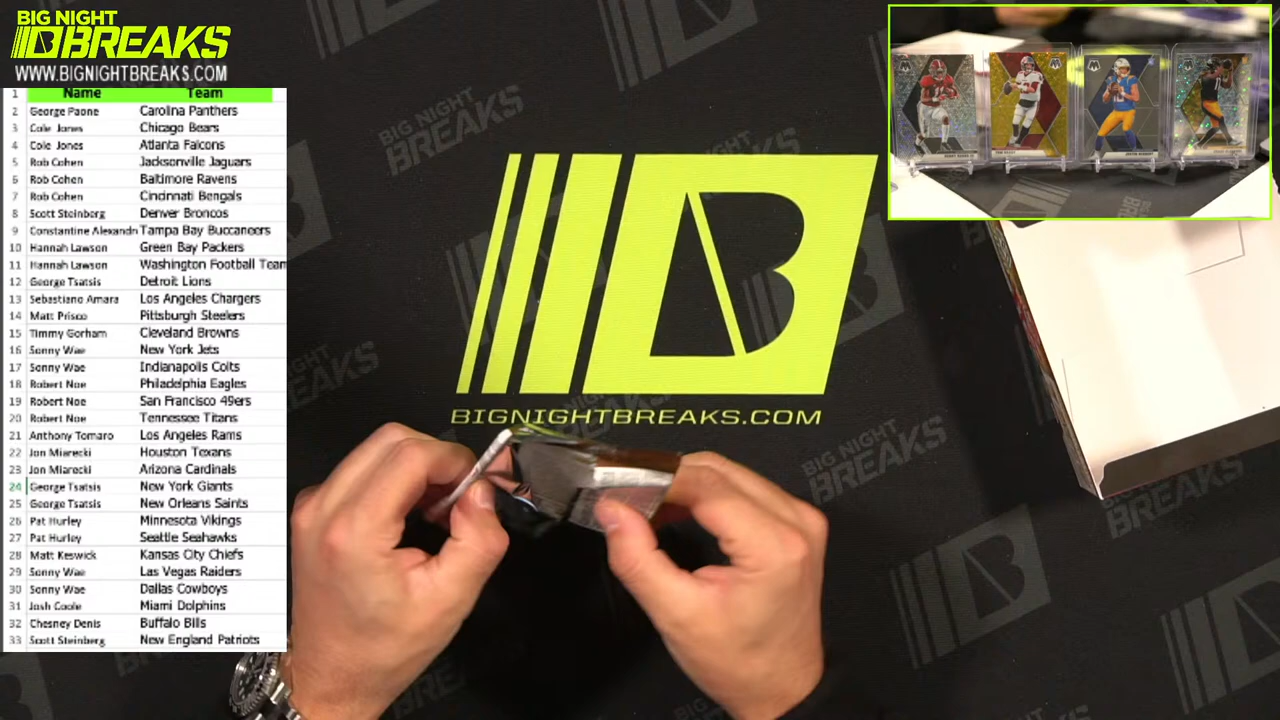 BIG NIGHT
BREAKS
WWW.BIGNIGHTBREAKS.COM
1 Name Team
2 George Paone Carolina Panthers
3 Cole Jones Chicago Bears
4 Cole Jones Atlanta Falcons
5 Rob Cohen Jacksonville Jaguars
6 Rob Cohen Baltimore Ravens
7 Rob Cohen Cincinnati Bengals
8 Scott Steinberg Denver Broncos
9 Constantine Alexandr Tampa Bay Buccaneers
10 Hannah Lawson Green Bay Packers
11 Hannah Lawson Washington Football Team
12 George Tsatsis Detroit Lions
13 Sebastiano Amara Los Angeles Chargers
14 Matt Prisco Pittsburgh Steelers
15 Timmy Gorham Cleveland Browns
16 Sonny Wae New York Jets
17 Sonny Wae Indianapolis Colts
18 Robert Noe Philadelphia Eagles
19 Robert Noe San Francisco 49ers
20 Robert Noe Tennessee Titans
21 Anthony Tomaro Los Angeles Rams
22 Jon Miarecki Houston Texans
23 Jon Miarecki Arizona Cardinals
24 George Tsatsis New York Giants
25 George Tsatsis New Orleans Saints
26 Pat Hurley Minnesota Vikings
27 Pat Hurley Seattle Seahawks
28 Matt Keswick Kansas City Chiefs
29 Sonny Wae Las Vegas Raiders
30 Sonny Wae Dallas Cowboys
31 Josh Coole Miami Dolphins
32 Chesney Denis Buffalo Bills
33 Scott Steinberg New England Patriots
B
BIGNIGHTBREAKS.COM
BIG NIGHT
BREAKS
BIG NIGHT
BREAKS
BIG NIGHT
BREAKS